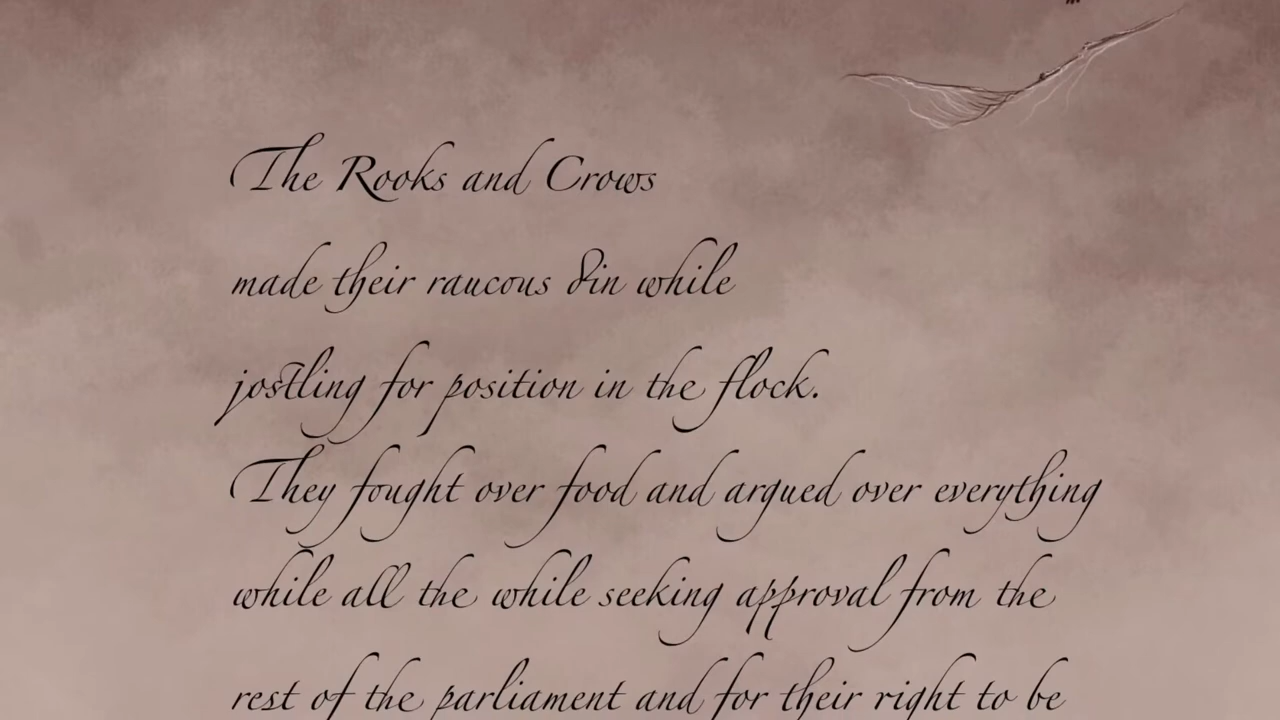 The Rooks and Crows
made their raucous din while
jostling for position in the flock.
They fought over food and argued over everything
while all the while seeking approval from the
rest of the parliament and for their right to be